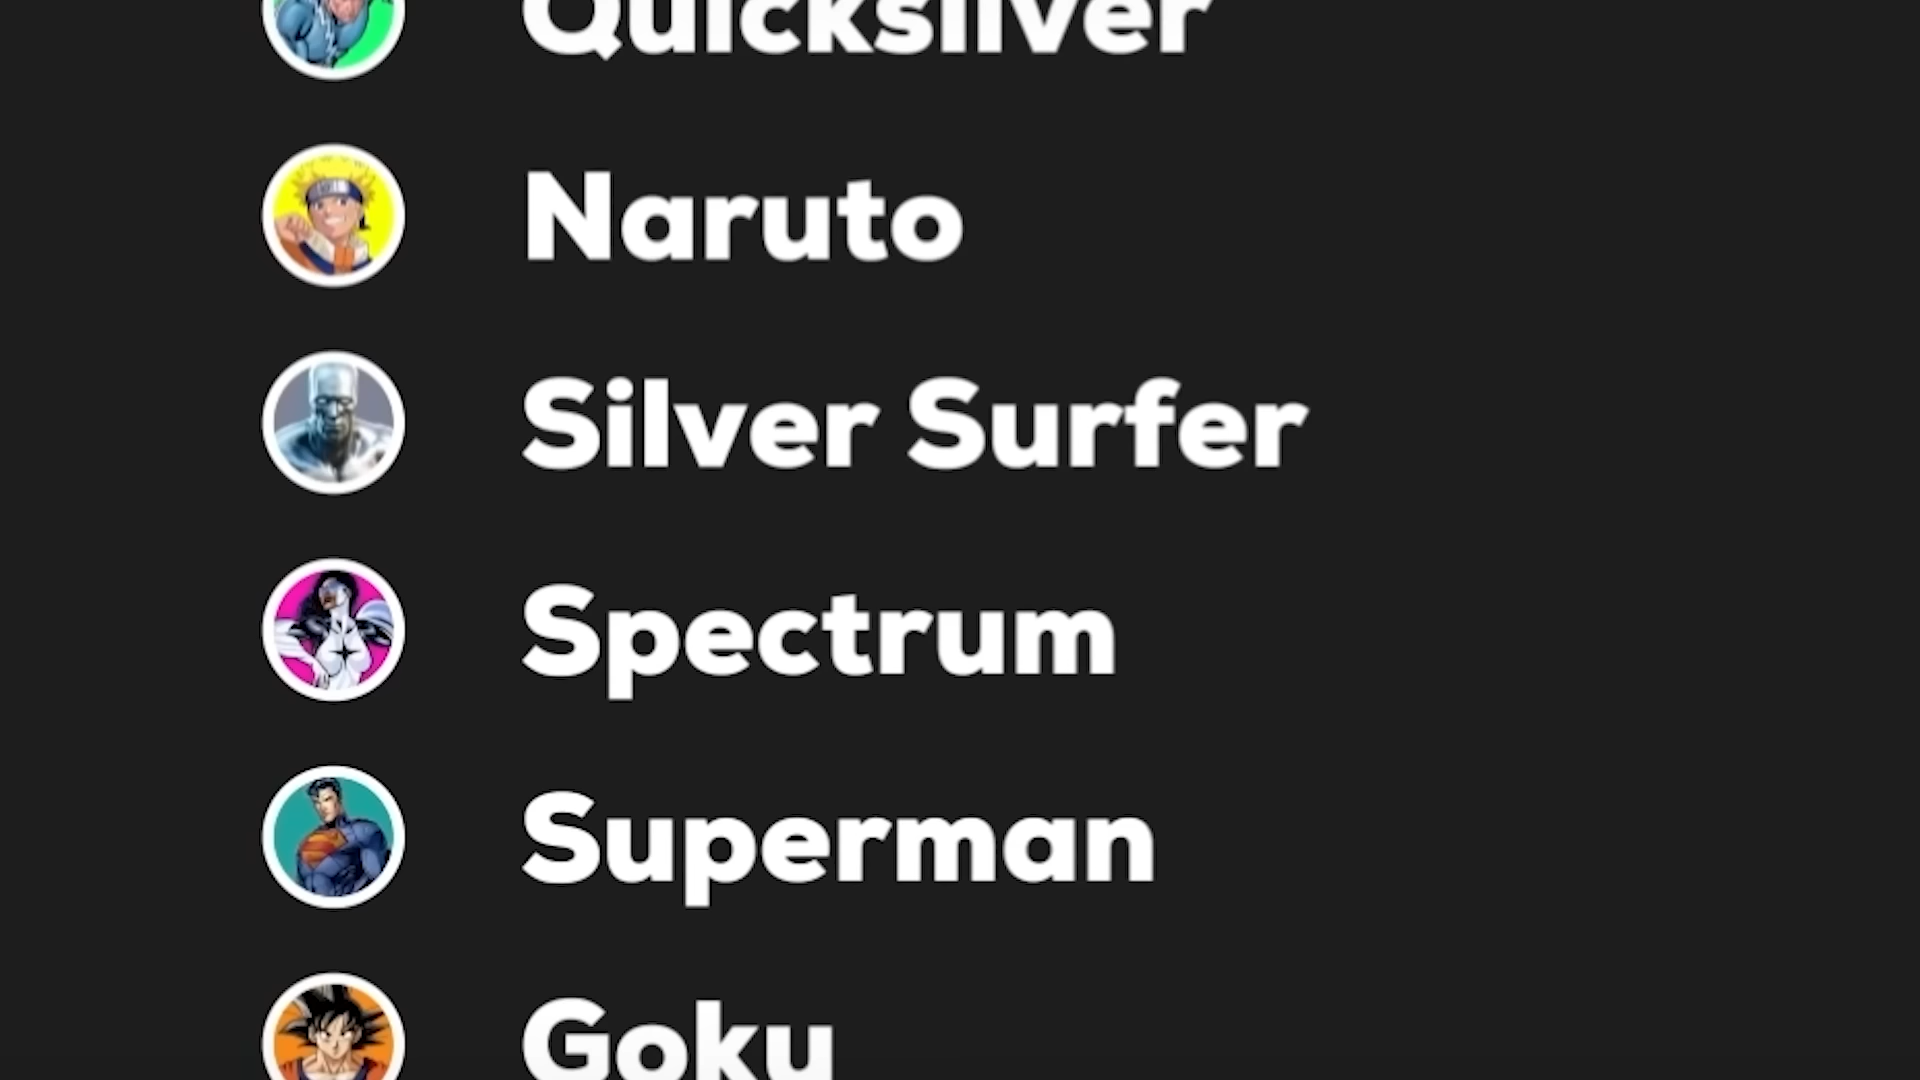 Quicksilver
Naruto
Silver Surfer
Spectrum
Superman
Goku